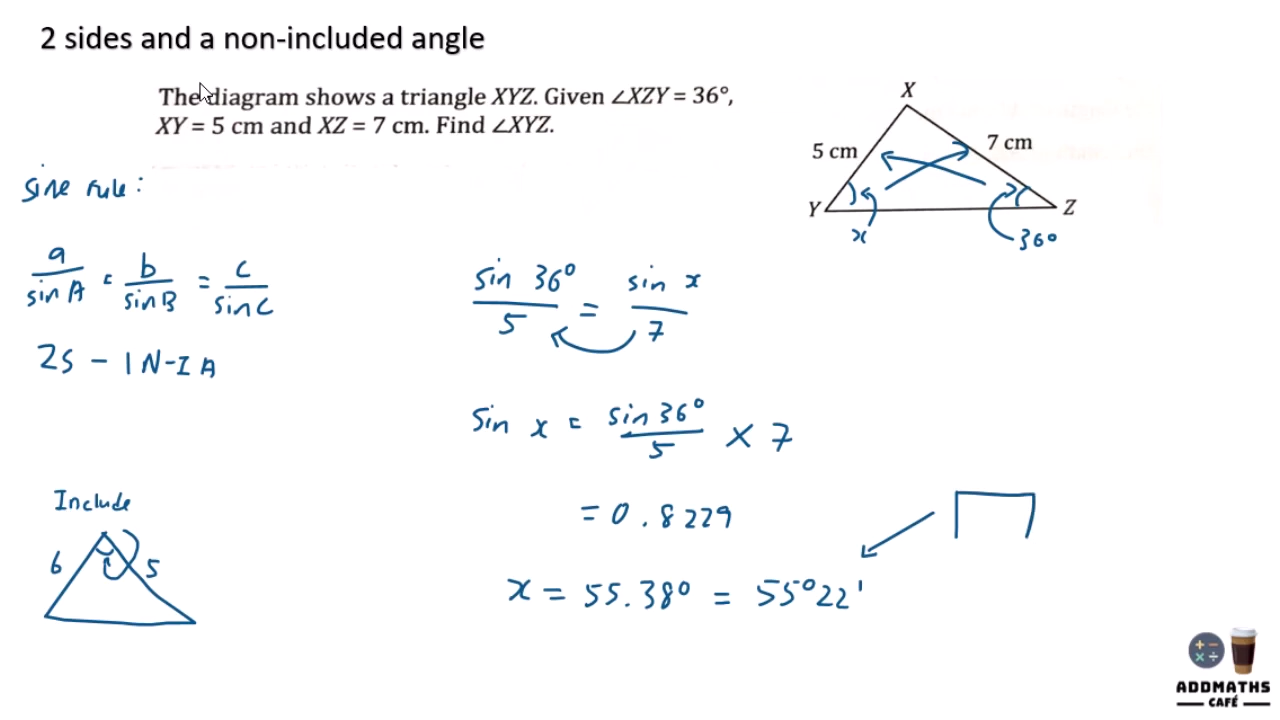 2 sides and a non-included angle
The diagram shows a triangle XYZ. Given ∠XZY = 36°,
XY = 5 cm and XZ = 7 cm. Find ∠XYZ.
X
5 cm
7 cm
Y
Z
x
36°
Sine rule:
a/sin A = b/sin B = c/sin C
2S - 1 N-I A
sin 36°/5 = sin x/7
sin x = sin 36°/5 × 7
= 0.8229
x = 55.38° = 55°22'
Include
6
5
+ −
× ÷
ADDMATHS
CAFÉ